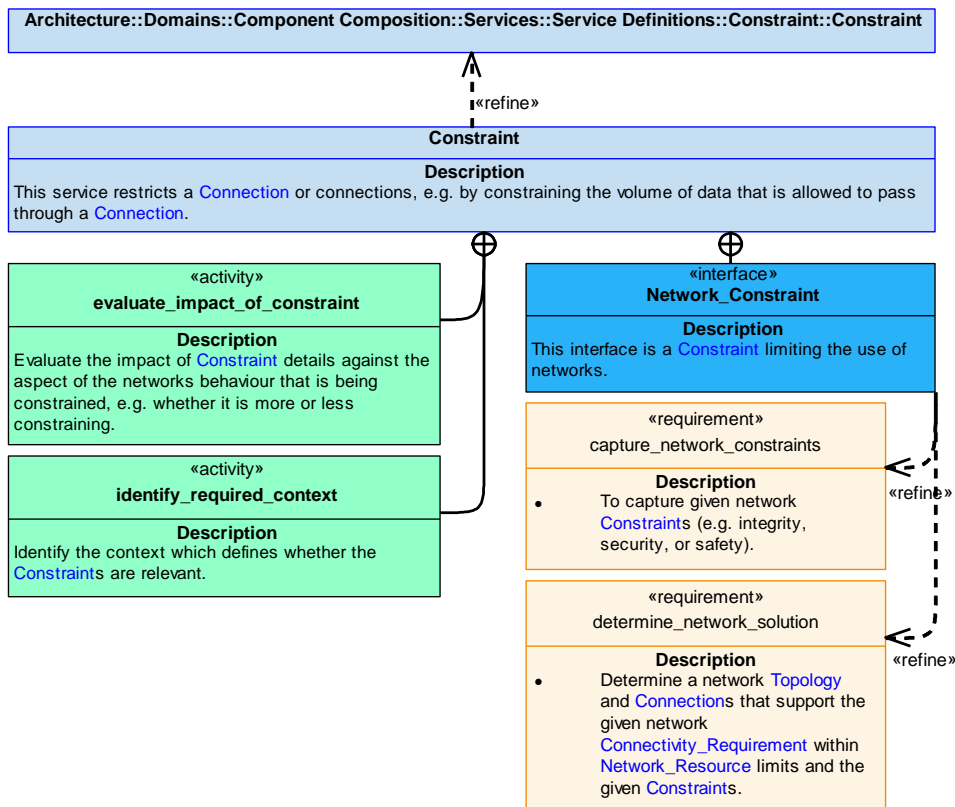 Architecture::Domains::Component Composition::Services::Service Definitions::Constraint::Constraint
«refine»
Constraint
Description
This service restricts a Connection or connections, e.g. by constraining the volume of data that is allowed to pass
through a Connection.
«activity»
evaluate_impact_of_constraint
Description
Evaluate the impact of Constraint details against the
aspect of the networks behaviour that is being
constrained, e.g. whether it is more or less
constraining.
«activity»
identify_required_context
Description
Identify the context which defines whether the
Constraints are relevant.
«interface»
Network_Constraint
Description
This interface is a Constraint limiting the use of
networks.
«requirement»
capture_network_constraints
Description
• To capture given network
Constraints (e.g. integrity,
security, or safety).
«refine»
«requirement»
determine_network_solution
Description
• Determine a network Topology
and Connections that support the
given network
Connectivity_Requirement within
Network_Resource limits and the
given Constraints.
«refine»